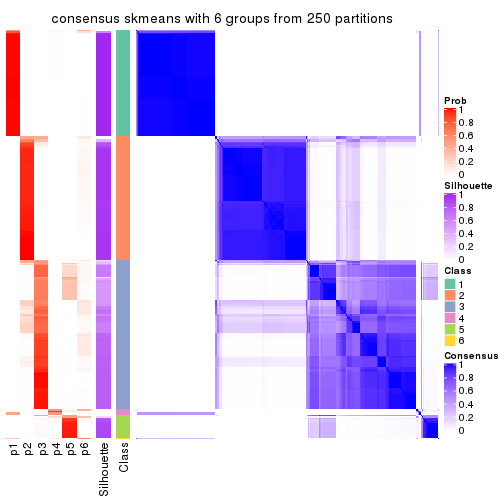 consensus skmeans with 6 groups from 250 partitions
Prob
1
0.8
0.6
0.4
0.2
0
Silhouette
1
0.8
0.6
0.4
0.2
0
Class
1
2
3
4
5
6
Consensus
1
0.8
0.6
0.4
0.2
0
p1
p2
p3
p4
p5
p6
Silhouette
Class